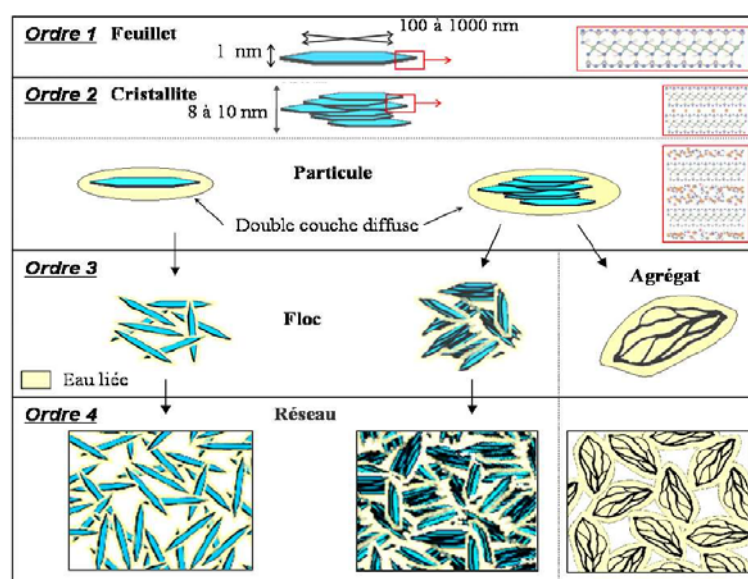 Ordre 1 Feuillet
100 à 1000 nm
1 nm
Ordre 2 Cristallite
8 à 10 nm
Particule
Double couche diffuse
Ordre 3
Agrégat
Floc
Eau liée
Ordre 4
Réseau